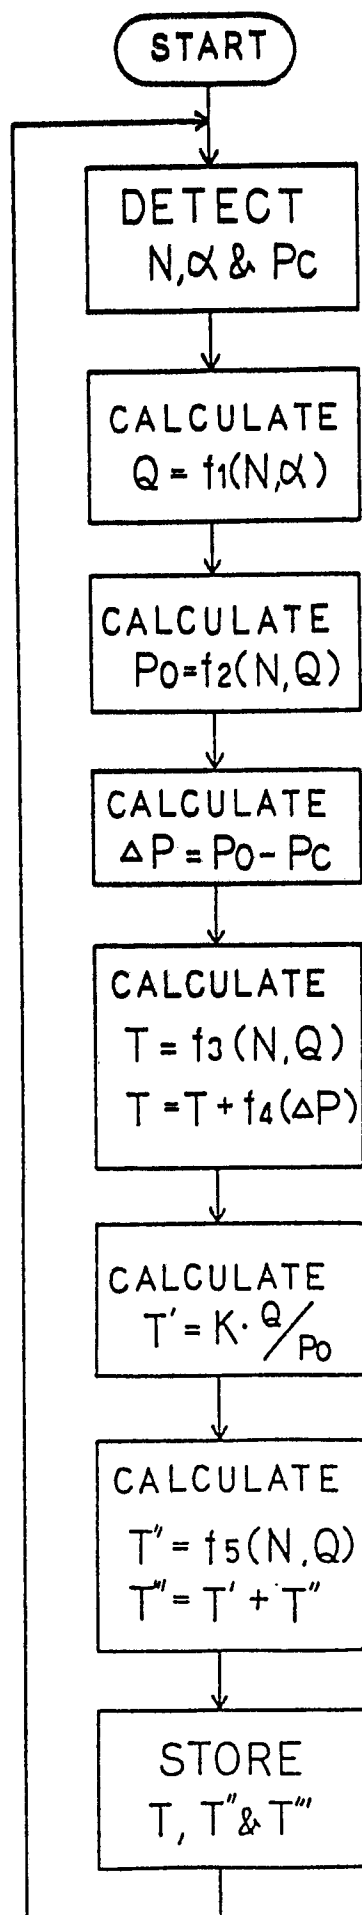 START
DETECT
N,α & Pc
CALCULATE
Q = f1(N,α)
CALCULATE
Po=f2(N,Q)
CALCULATE
ΔP = Po- Pc
CALCULATE
T = f3(N,Q)
T = T + f4(ΔP)
CALCULATE
T' = K· Q/Po
CALCULATE
T" = f5(N,Q)
T"' = T' + T"
STORE
T, T" & T"'